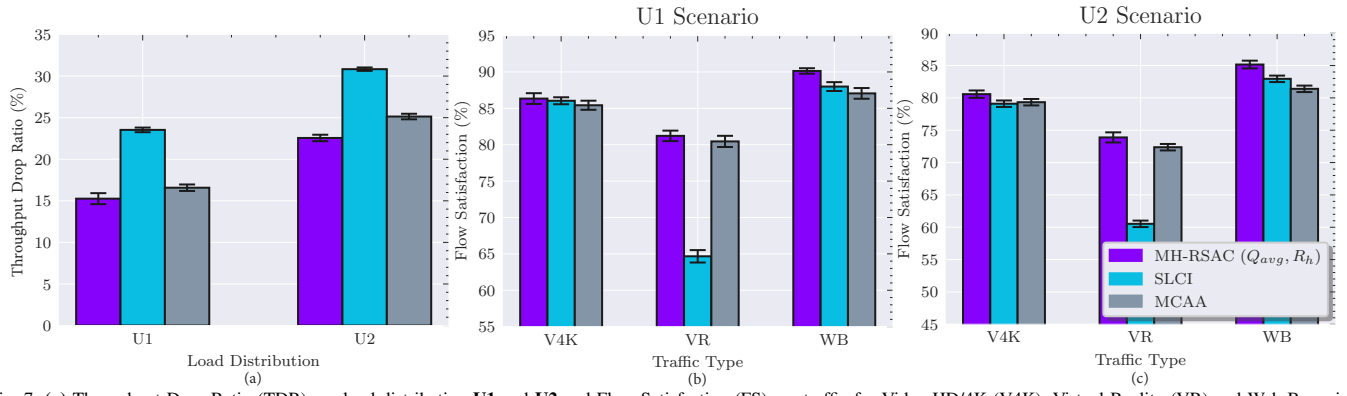 U1 Scenario
U2 Scenario
35
30
25
20
15
10
5
0
Throughput Drop Ratio (%)
U1
U2
Load Distribution
(a)
95
90
85
80
75
70
65
60
55
Flow Satisfaction (%)
V4K
VR
WB
Traffic Type
(b)
90
85
80
75
70
65
60
55
50
45
Flow Satisfaction (%)
V4K
VR
WB
Traffic Type
(c)
MH-RSAC (Q_avg, R_h)
SLCI
MCAA